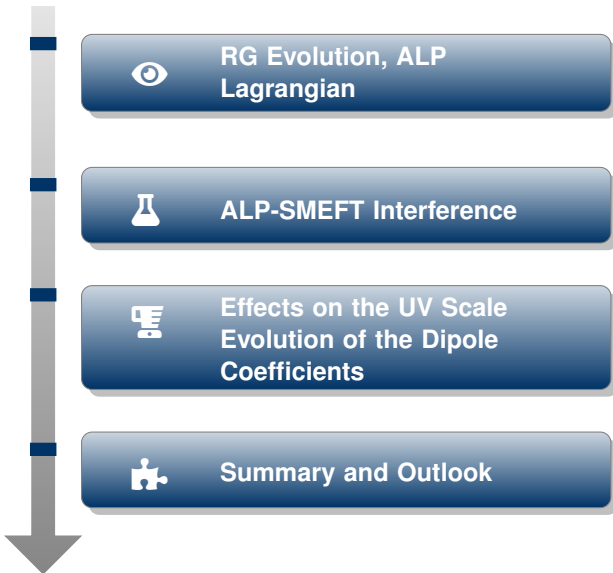 RG Evolution, ALP
Lagrangian
ALP-SMEFT Interference
Effects on the UV Scale
Evolution of the Dipole
Coefficients
Summary and Outlook